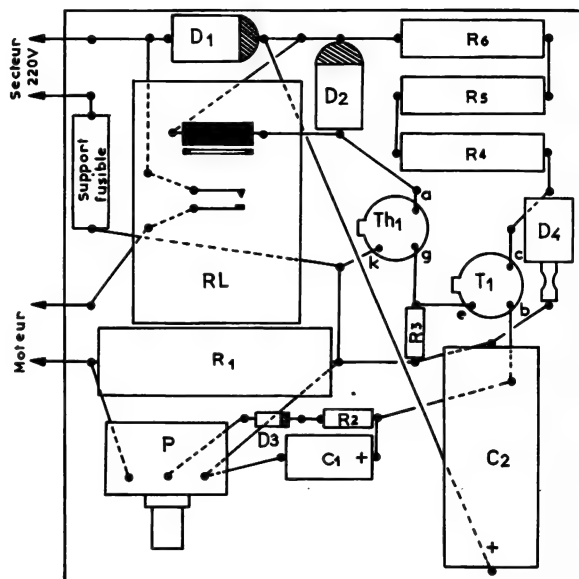 Secteur
220V
D1
D2
R6
R5
R4
support
fusible
RL
a
Th1
k
g
c
D4
T1
e
b
R3
Moteur
R1
P
D3
R2
C1
+
C2
+